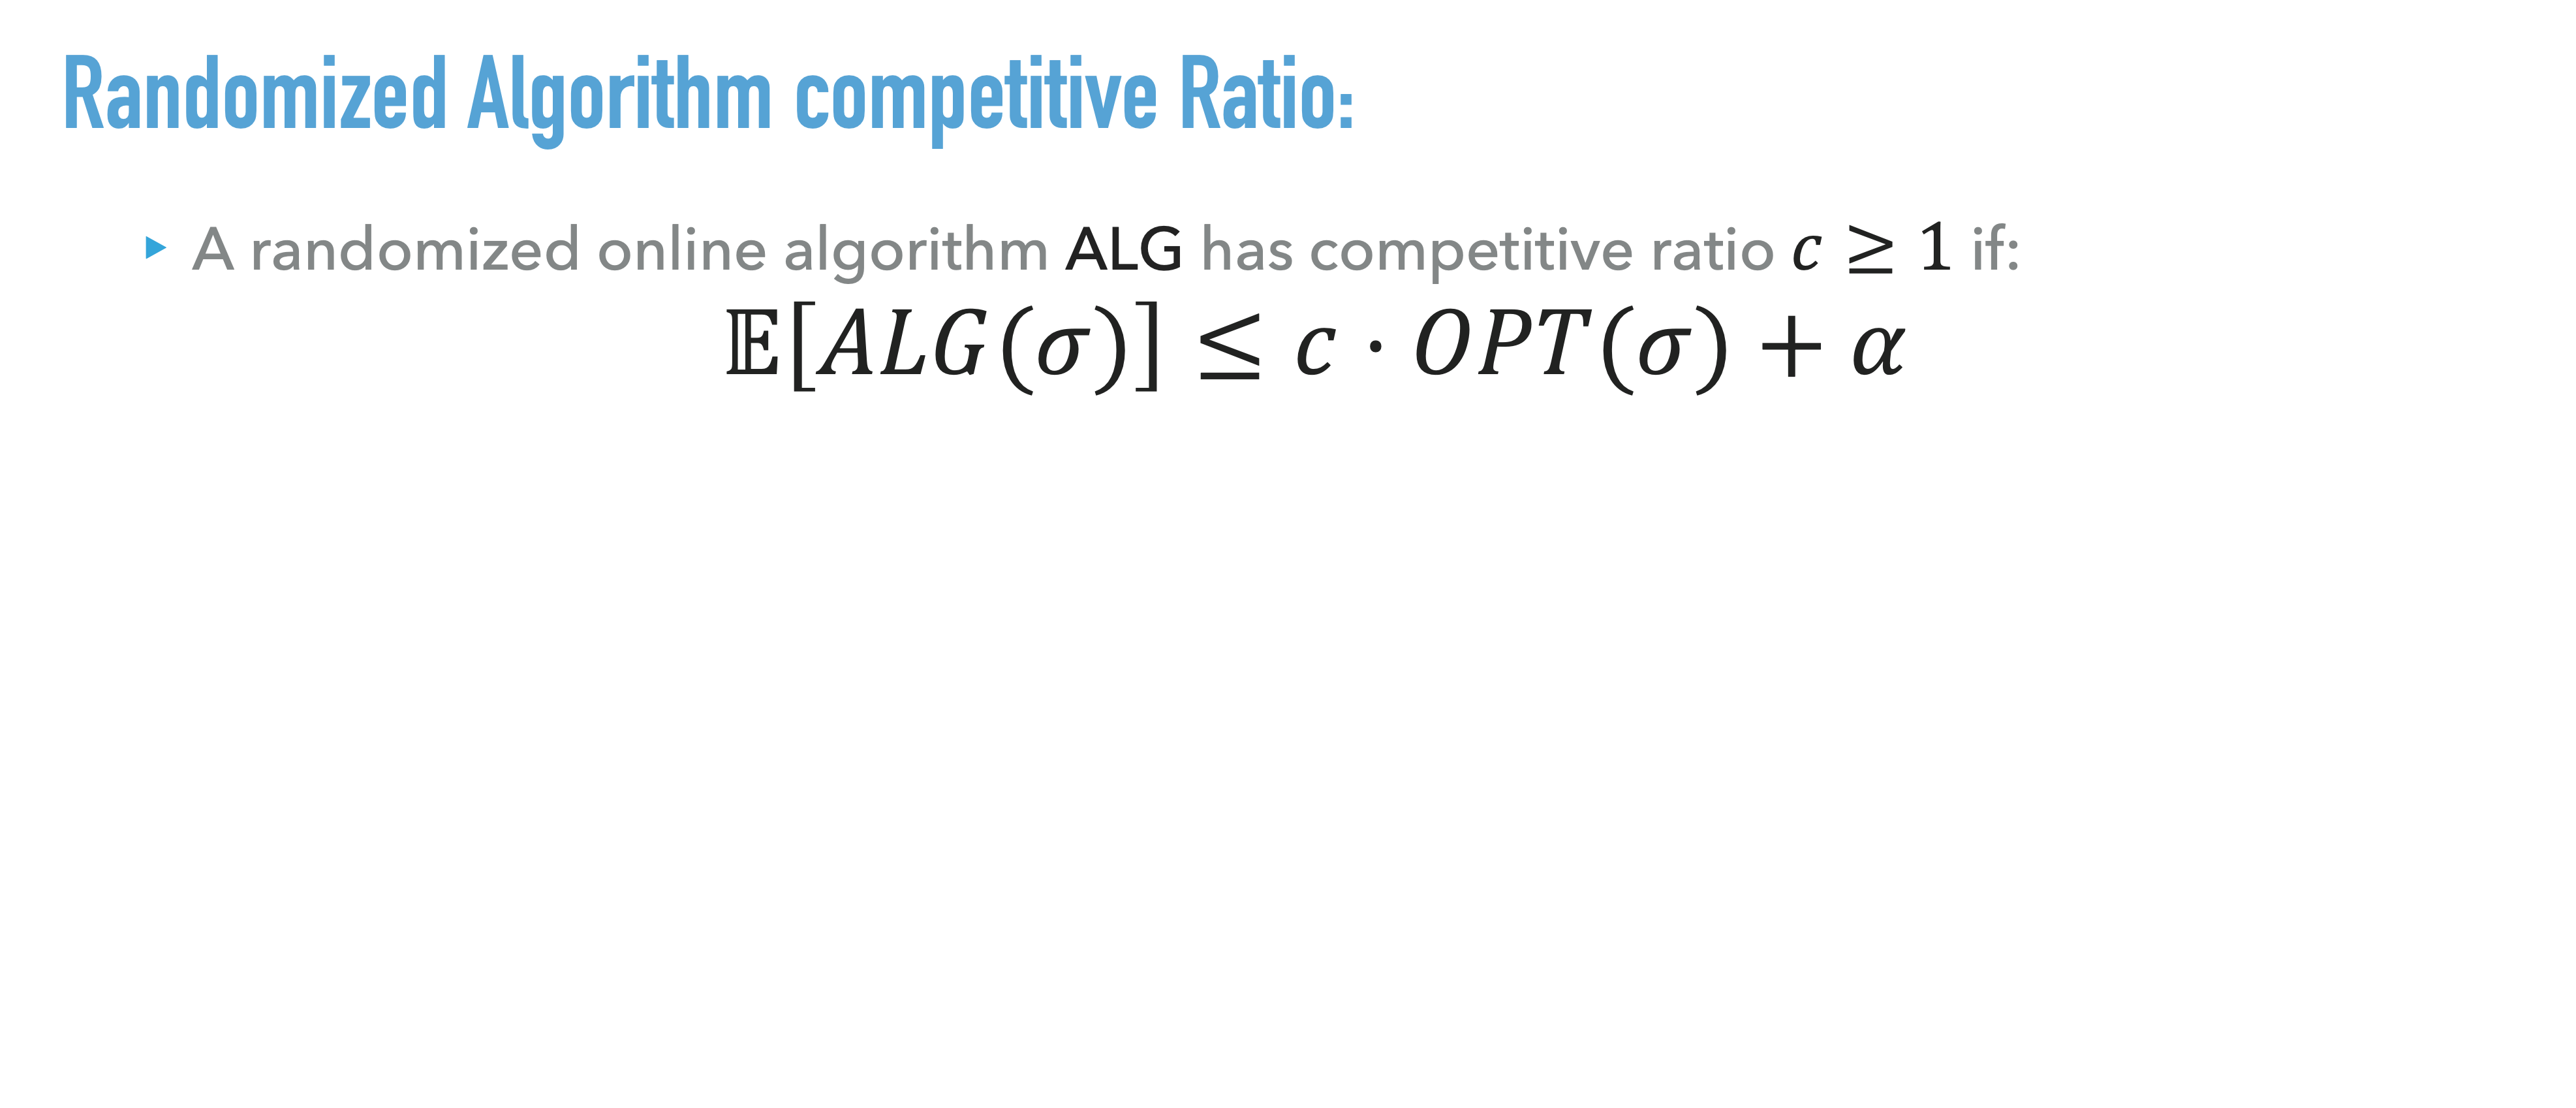 Randomized Algorithm competitive Ratio:
▸ A randomized online algorithm ALG has competitive ratio 𝑐 ≥ 1 if:
𝔼[𝐴𝐿𝐺(𝜎)] ≤ 𝑐 · 𝑂𝑃𝑇(𝜎) + 𝛼